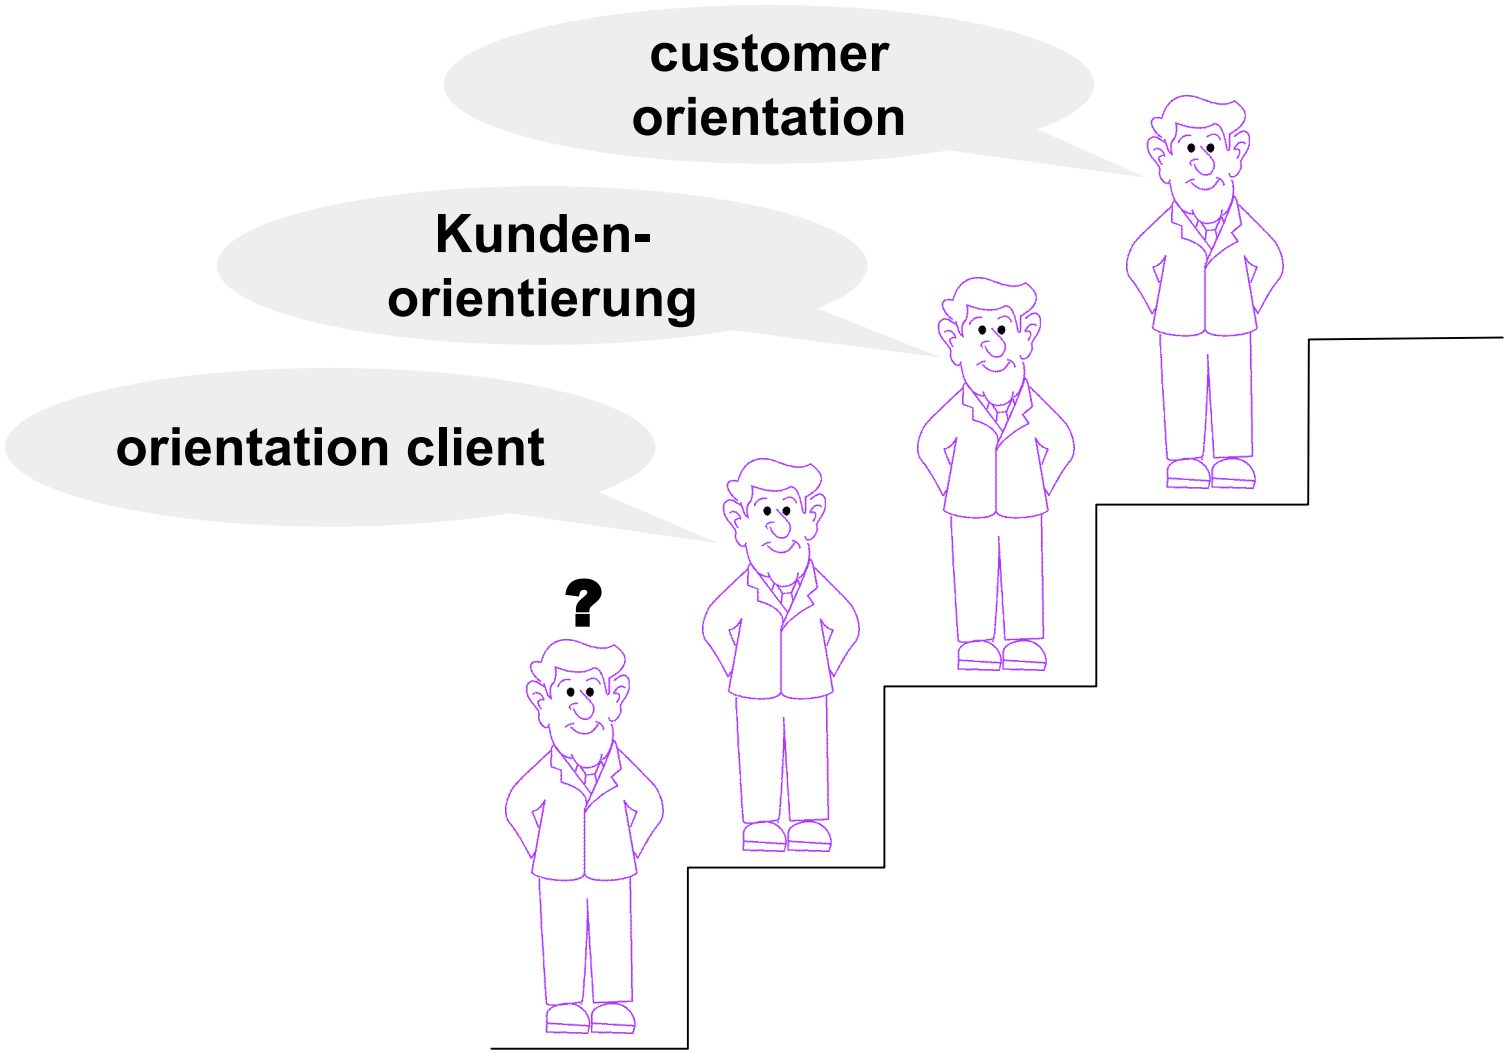 customer
orientation
Kunden-
orientierung
orientation client
?